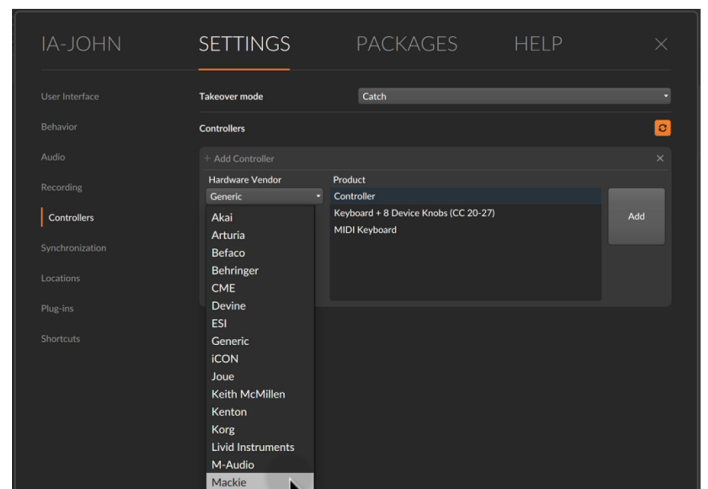 IA-JOHN SETTINGS PACKAGES HELP
User Interface
Behavior
Audio
Recording
Controllers
Synchronization
Locations
Plug-ins
Shortcuts
Takeover mode Catch
Controllers
+ Add Controller
Hardware Vendor
Generic
Akai
Arturia
Befaco
Behringer
CME
Devine
ESI
Generic
iCON
Joue
Keith McMillen
Kenton
Korg
Livid Instruments
M-Audio
Mackie
Product
Controller
Keyboard + 8 Device Knobs (CC 20-27)
MIDI Keyboard
Add